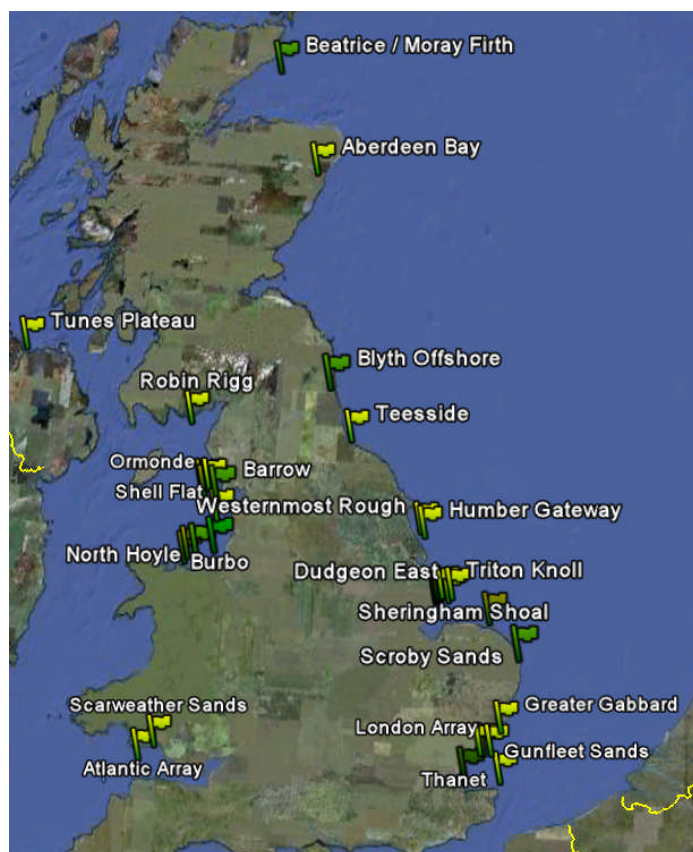 Beatrice / Moray Firth
Aberdeen Bay
Tunes Plateau
Blyth Offshore
Robin Rigg
Teesside
Ormonde
Barrow
Shell Flat
Westernmost Rough
Humber Gateway
North Hoyle
Burbo
Dudgeon East
Triton Knoll
Sheringham Shoal
Scroby Sands
Scarweather Sands
Greater Gabbard
London Array
Gunfleet Sands
Atlantic Array
Thanet